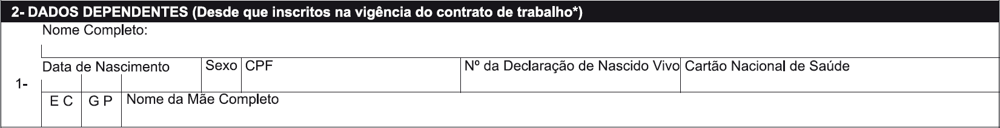 2- DADOS DEPENDENTES (Desde que inscritos na vigência do contrato de trabalho*)
Nome Completo:
Data de Nascimento Sexo CPF Nº da Declaração de Nascido Vivo Cartão Nacional de Saúde
1-
E C G P Nome da Mãe Completo